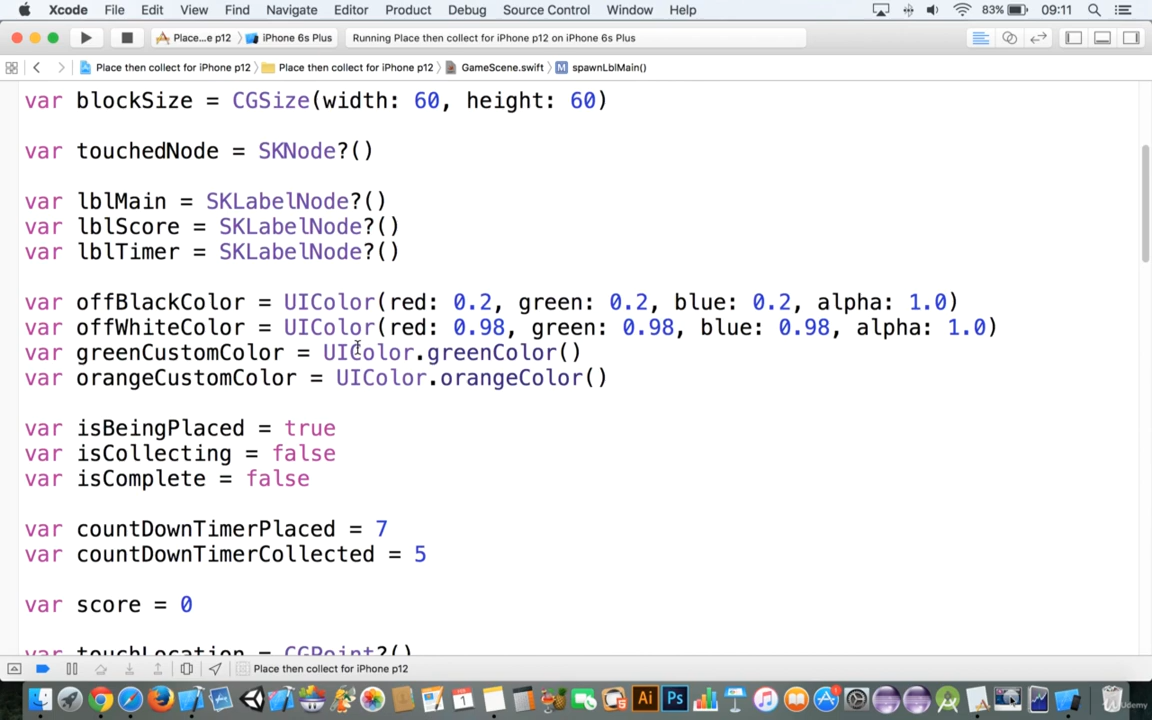 Xcode File Edit View Find Navigate Editor Product Debug Source Control Window Help 83% 09:11
Place...e p12 iPhone 6s Plus Running Place then collect for iPhone p12 on iPhone 6s Plus
Place then collect for iPhone p12 Place then collect for iPhone p12 GameScene.swift M spawnLblMain()
var blockSize = CGSize(width: 60, height: 60)
var touchedNode = SKNode?()
var lblMain = SKLabelNode?()
var lblScore = SKLabelNode?()
var lblTimer = SKLabelNode?()
var offBlackColor = UIColor(red: 0.2, green: 0.2, blue: 0.2, alpha: 1.0)
var offWhiteColor = UIColor(red: 0.98, green: 0.98, blue: 0.98, alpha: 1.0)
var greenCustomColor = UIColor.greenColor()
var orangeCustomColor = UIColor.orangeColor()
var isBeingPlaced = true
var isCollecting = false
var isComplete = false
var countDownTimerPlaced = 7
var countDownTimerCollected = 5
var score = 0
var touchLocation = CGPoint?()
Place then collect for iPhone p12
Ai Ps
Udemy